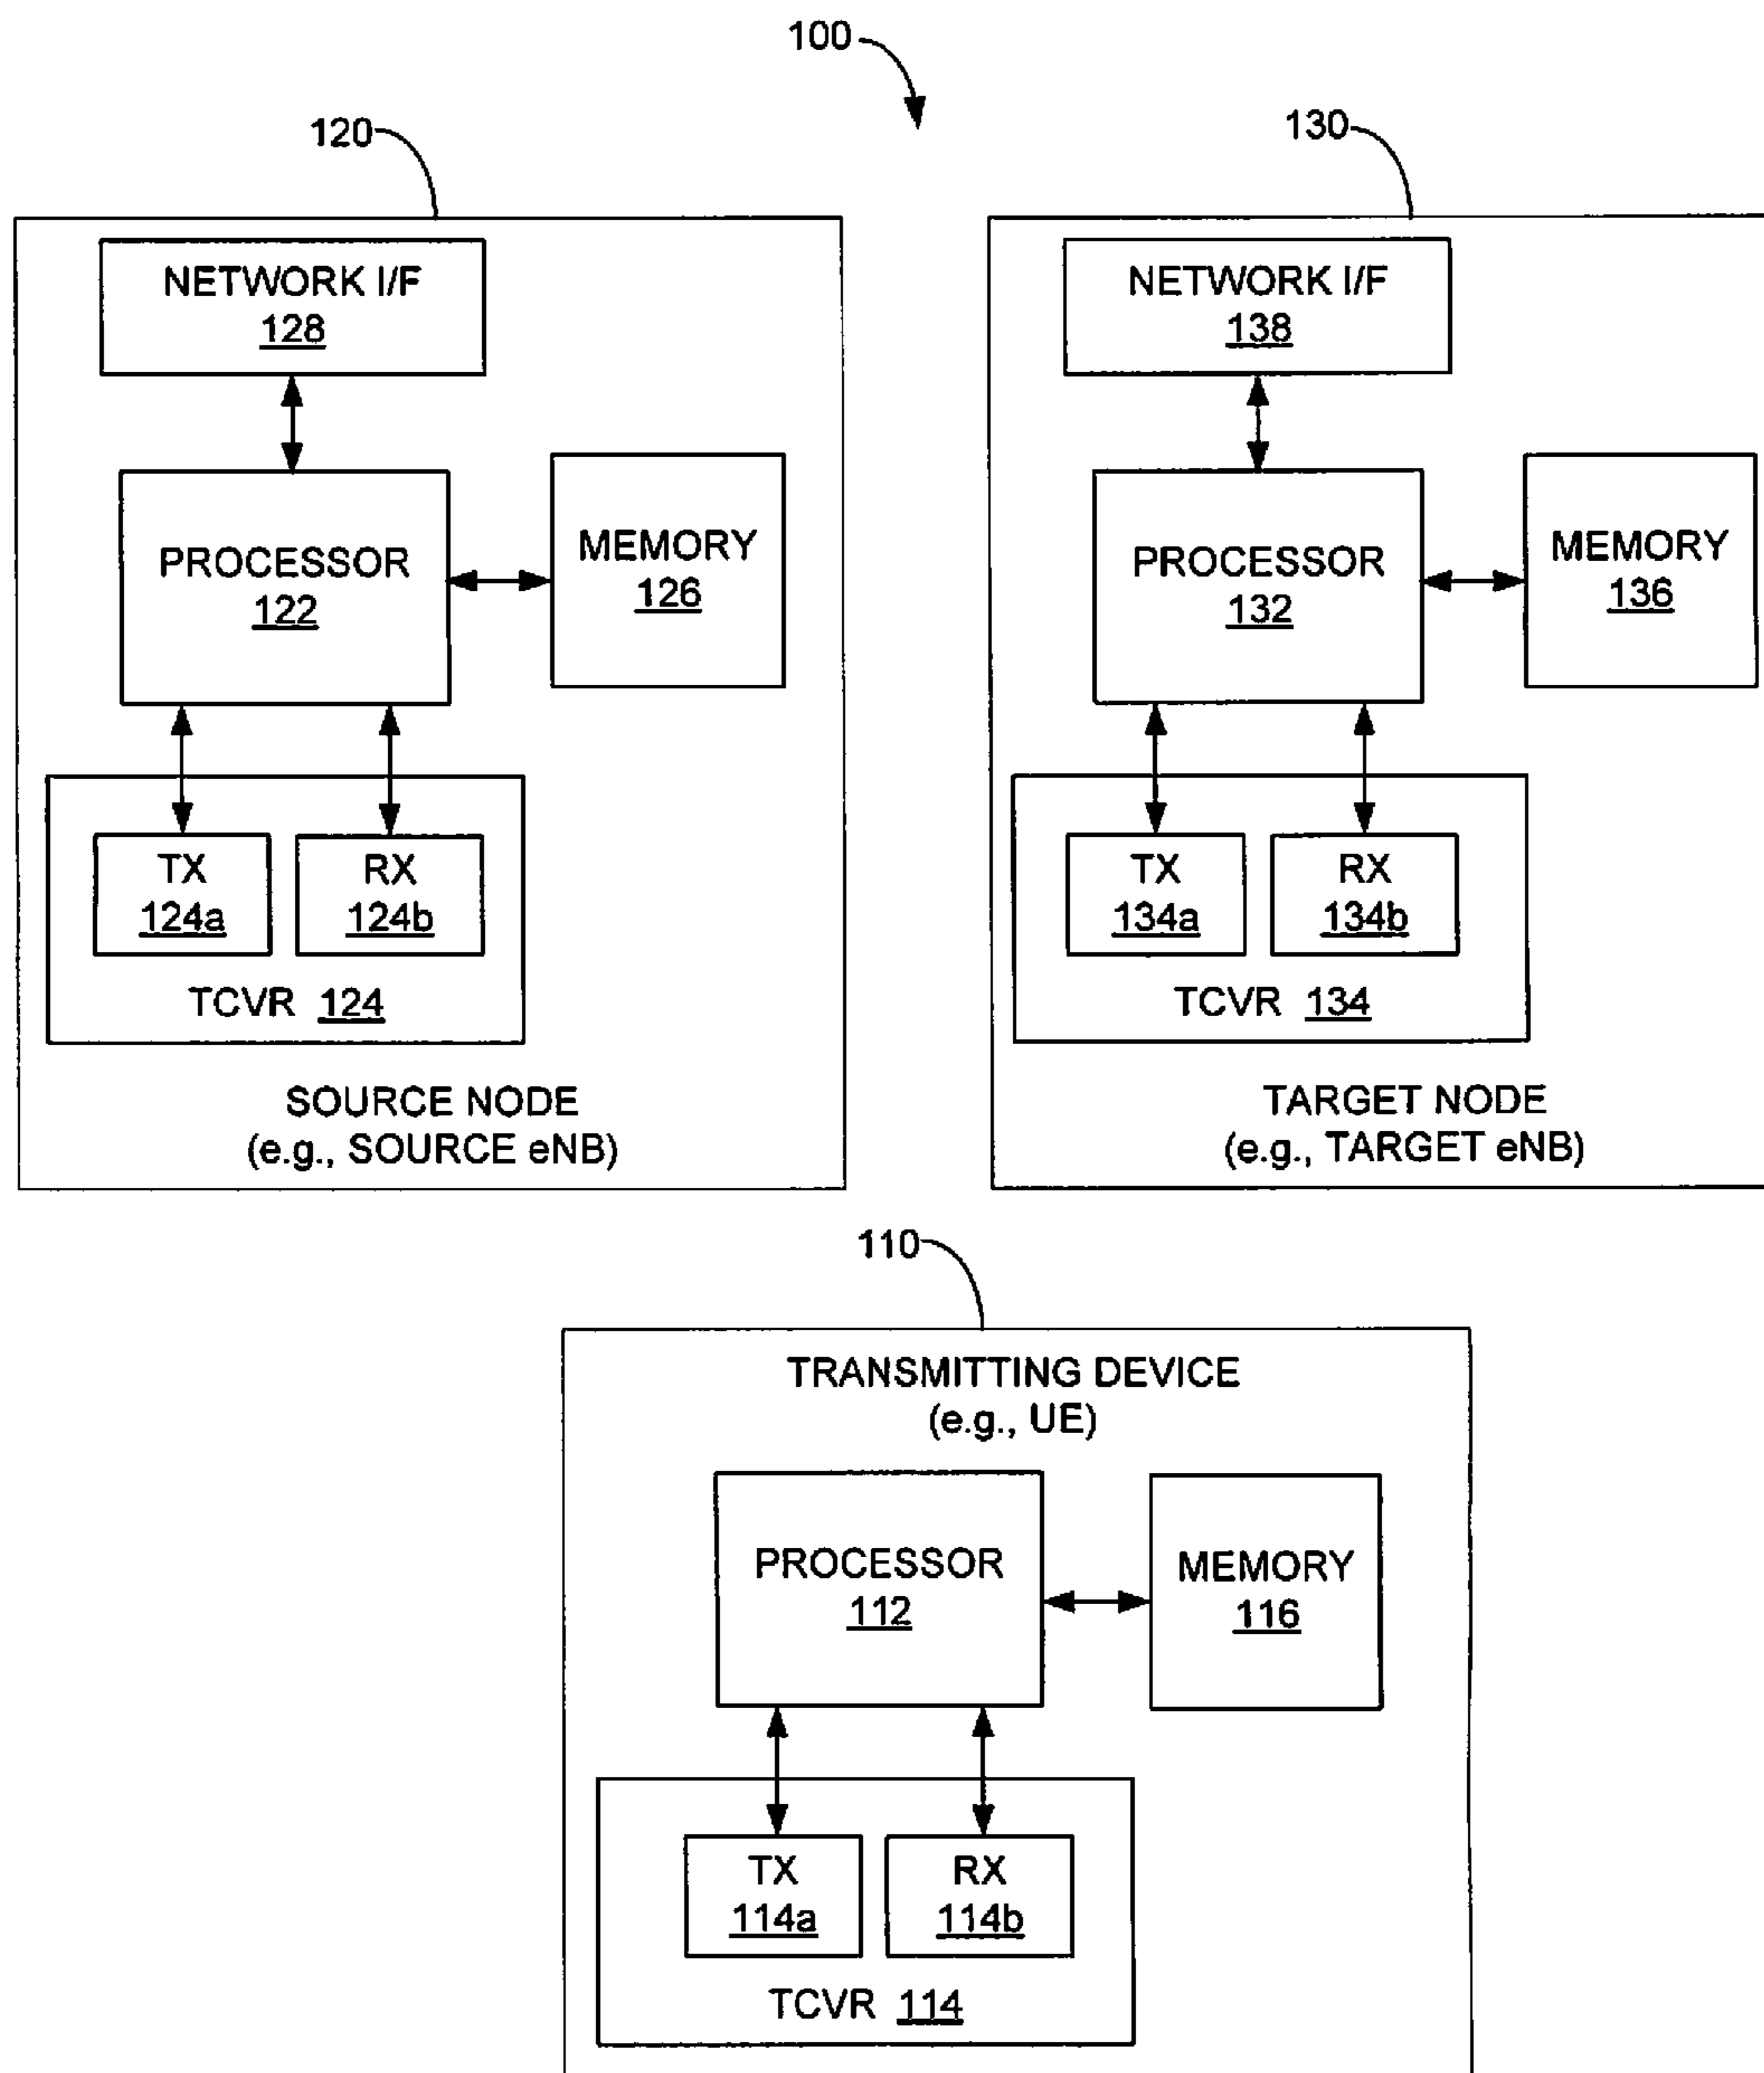 100
120
130
NETWORK I/F
128
PROCESSOR
122
MEMORY
126
TX
124a
RX
124b
TCVR 124
SOURCE NODE
(e.g., SOURCE eNB)
NETWORK I/F
138
PROCESSOR
132
MEMORY
136
TX
134a
RX
134b
TCVR 134
TARGET NODE
(e.g., TARGET eNB)
110
TRANSMITTING DEVICE
(e.g., UE)
PROCESSOR
112
MEMORY
116
TX
114a
RX
114b
TCVR 114